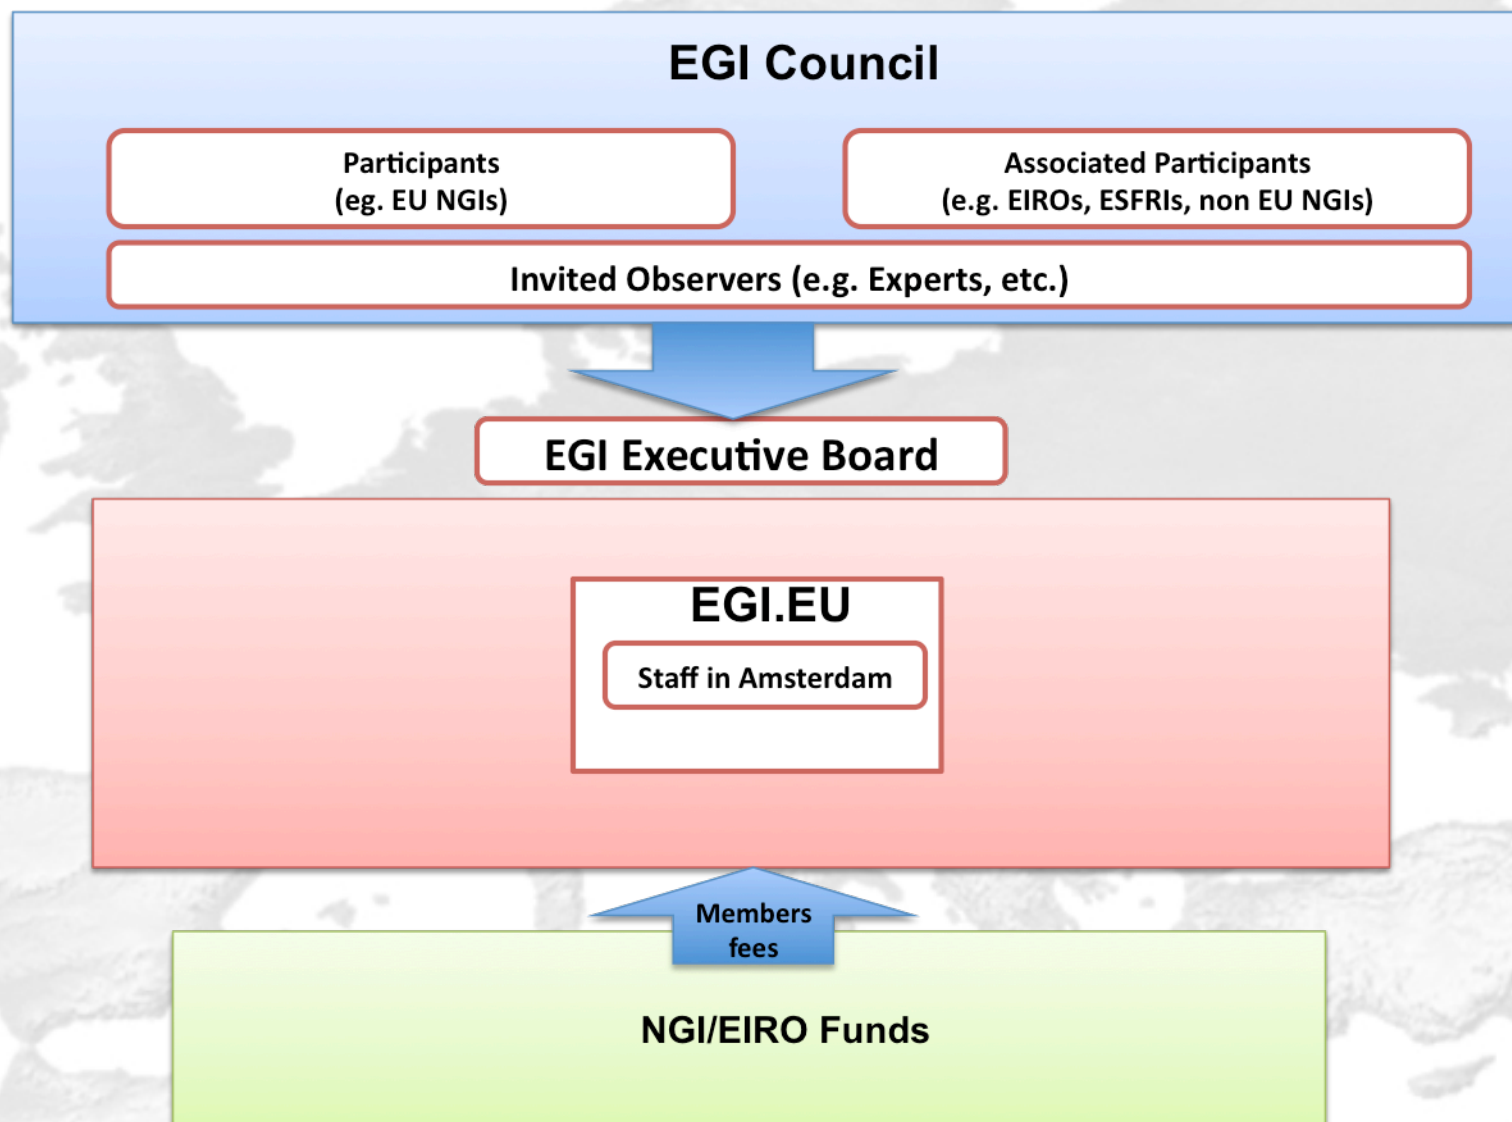 EGI Council
Participants
(eg. EU NGIs)
Associated Participants
(e.g. EIROs, ESFRIs, non EU NGIs)
Invited Observers (e.g. Experts, etc.)
EGI Executive Board
EGI.EU
Staff in Amsterdam
Members
fees
NGI/EIRO Funds